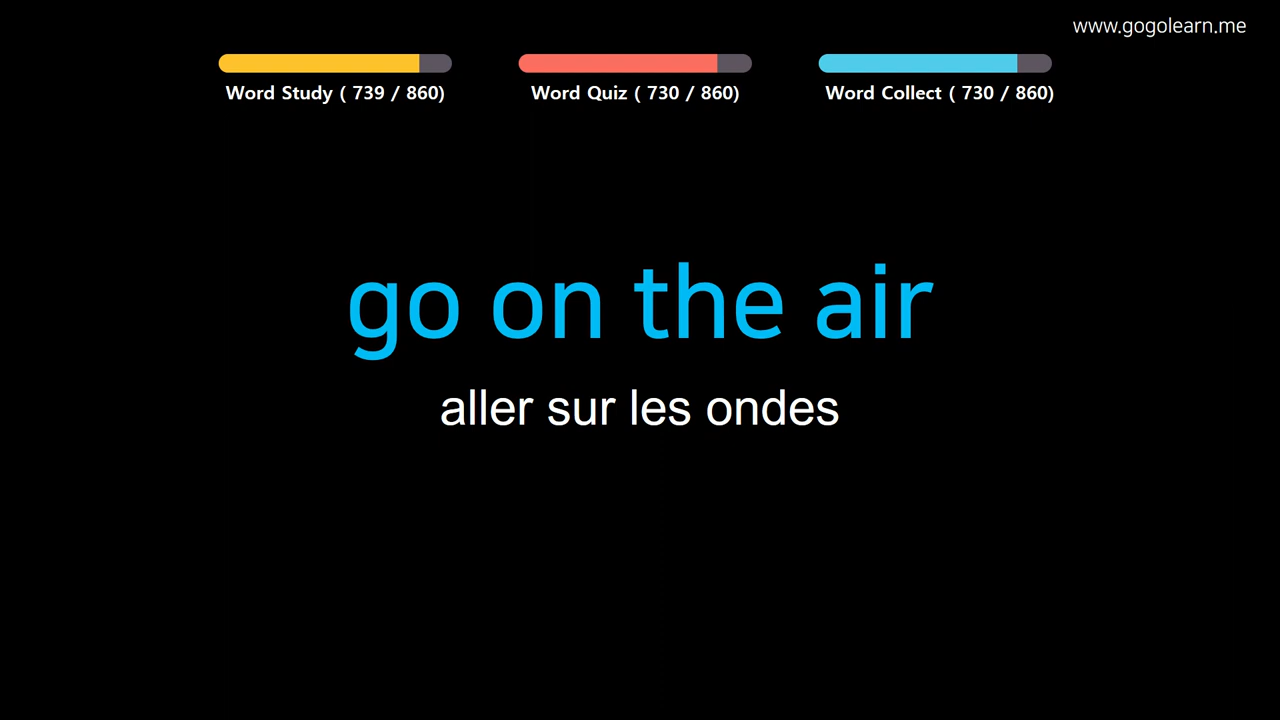 www.gogolearn.me
Word Study ( 739 / 860)
Word Quiz ( 730 / 860)
Word Collect ( 730 / 860)
go on the air
aller sur les ondes